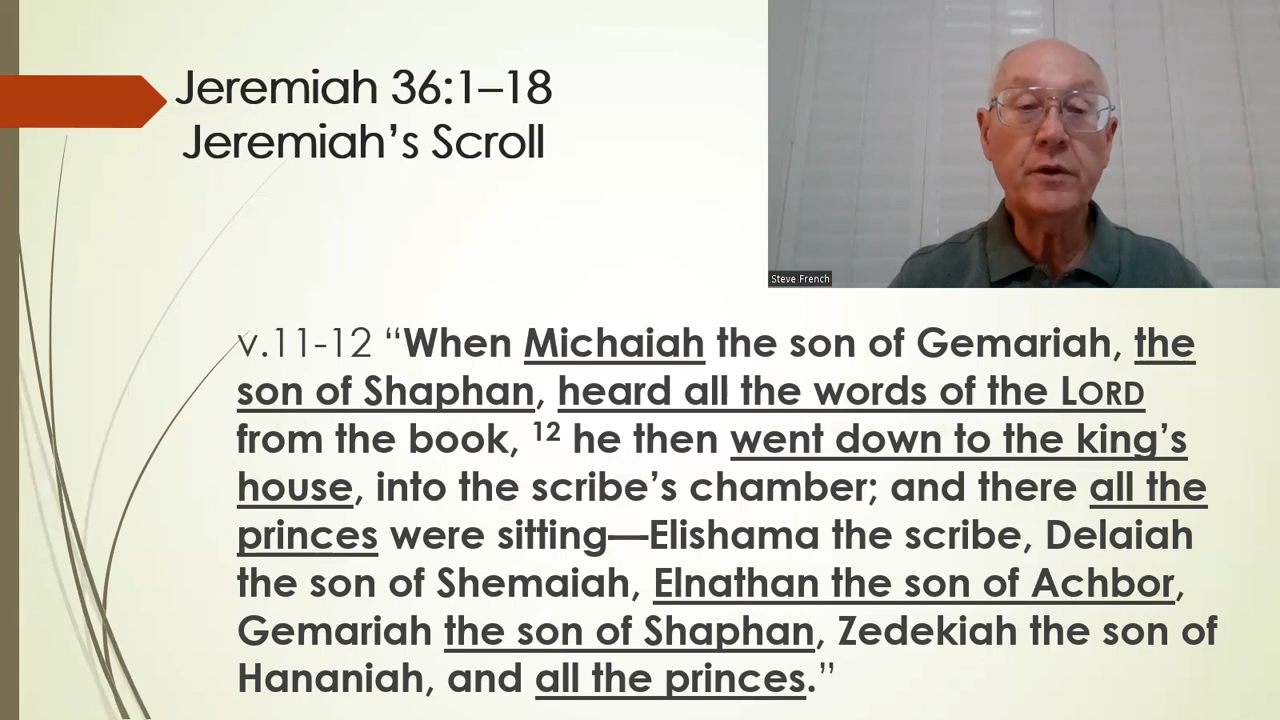 Jeremiah 36:1–18
Jeremiah’s Scroll
Steve French
v.11-12 “When Michaiah the son of Gemariah, the
son of Shaphan, heard all the words of the LORD
from the book, ¹² he then went down to the king’s
house, into the scribe’s chamber; and there all the
princes were sitting—Elishama the scribe, Delaiah
the son of Shemaiah, Elnathan the son of Achbor,
Gemariah the son of Shaphan, Zedekiah the son of
Hananiah, and all the princes.”